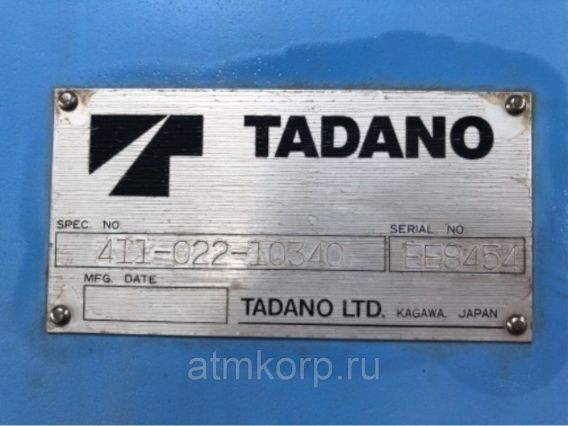 TADANO
SPEC. NO.
411-022-10340
SERIAL NO
EE8454
MFG. DATE
TADANO LTD. KAGAWA, JAPAN
atmkorp.ru